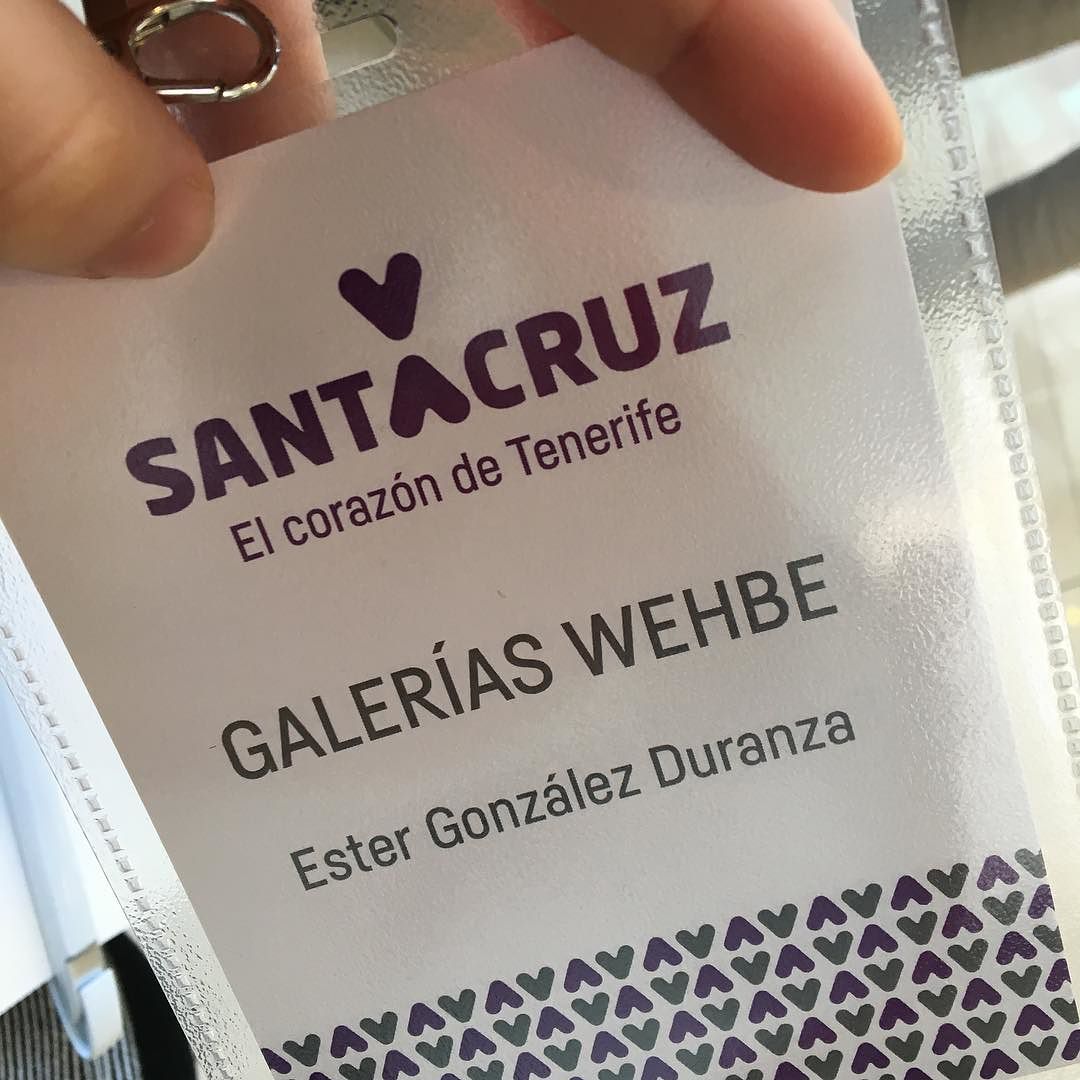 SANTACRUZ
El corazón de Tenerife
GALERÍAS WEHBE
Ester González Duranza